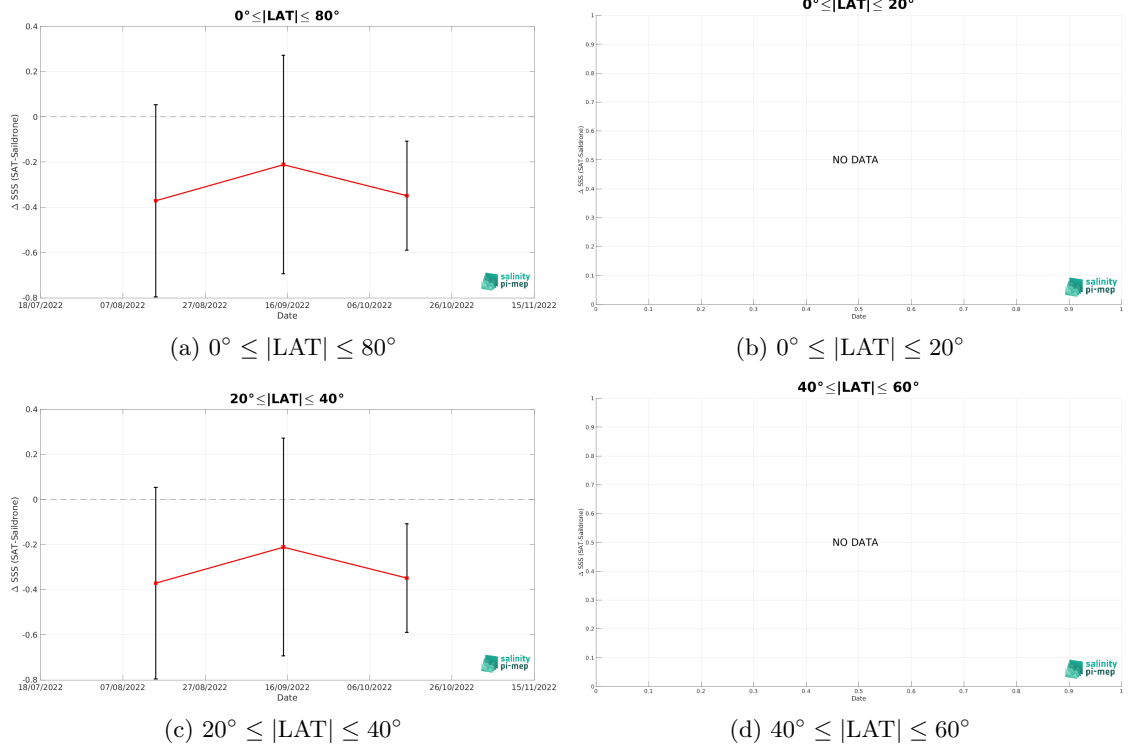 0°≤|LAT|≤ 80°
0.4
0.2
0
-0.2
-0.4
-0.6
-0.8
Δ SSS (SAT-Saildrone)
18/07/2022 07/08/2022 27/08/2022 16/09/2022 06/10/2022 26/10/2022 15/11/2022
Date
salinity
pi-mep
(a) 0° ≤ |LAT| ≤ 80°
0°≤|LAT|≤ 20°
1
0.9
0.8
0.7
0.6
0.5
0.4
0.3
0.2
0.1
0
Δ SSS (SAT-Saildrone)
NO DATA
0 0.1 0.2 0.3 0.4 0.5 0.6 0.7 0.8 0.9 1
Date
salinity
pi-mep
(b) 0° ≤ |LAT| ≤ 20°
20°≤|LAT|≤ 40°
0.4
0.2
0
-0.2
-0.4
-0.6
-0.8
Δ SSS (SAT-Saildrone)
18/07/2022 07/08/2022 27/08/2022 16/09/2022 06/10/2022 26/10/2022 15/11/2022
Date
salinity
pi-mep
(c) 20° ≤ |LAT| ≤ 40°
40°≤|LAT|≤ 60°
1
0.9
0.8
0.7
0.6
0.5
0.4
0.3
0.2
0.1
0
Δ SSS (SAT-Saildrone)
NO DATA
0 0.1 0.2 0.3 0.4 0.5 0.6 0.7 0.8 0.9 1
Date
salinity
pi-mep
(d) 40° ≤ |LAT| ≤ 60°